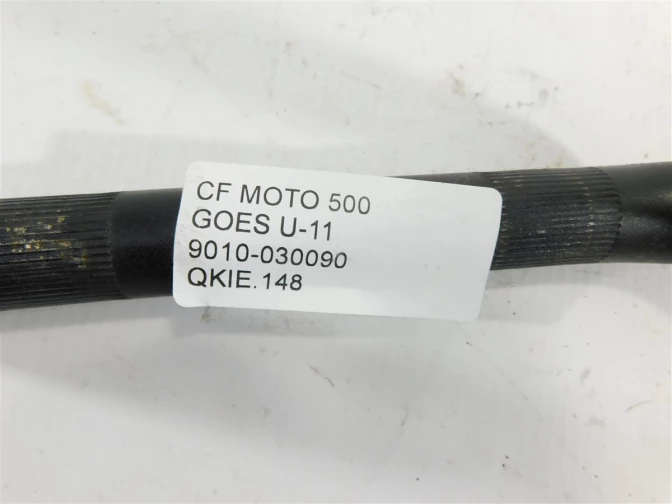 CF MOTO 500
GOES U-11
9010-030090
QKIE.148